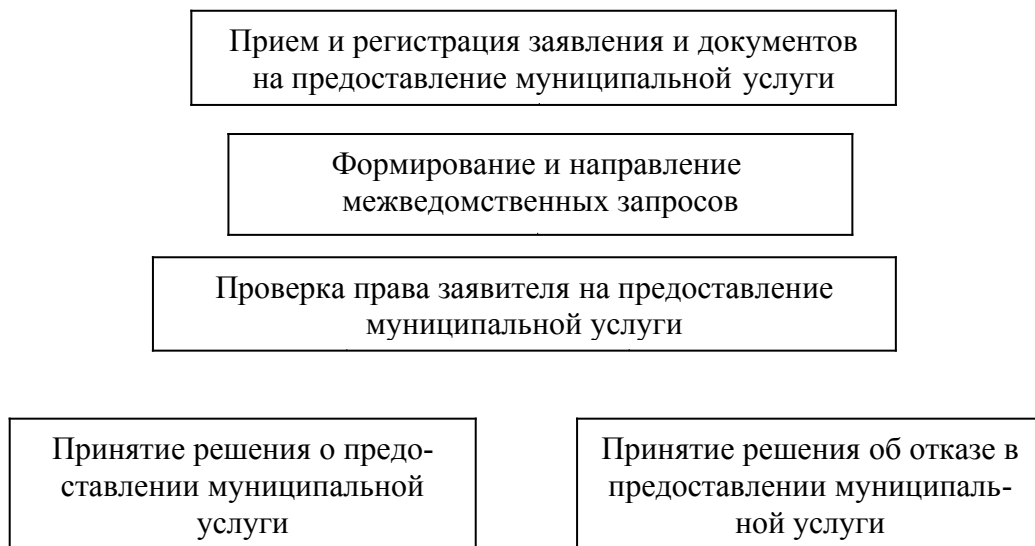 Прием и регистрация заявления и документов
на предоставление муниципальной услуги
Формирование и направление
межведомственных запросов
Проверка права заявителя на предоставление
муниципальной услуги
Принятие решения о предо-
ставлении муниципальной
услуги
Принятие решения об отказе в
предоставлении муниципаль-
ной услуги